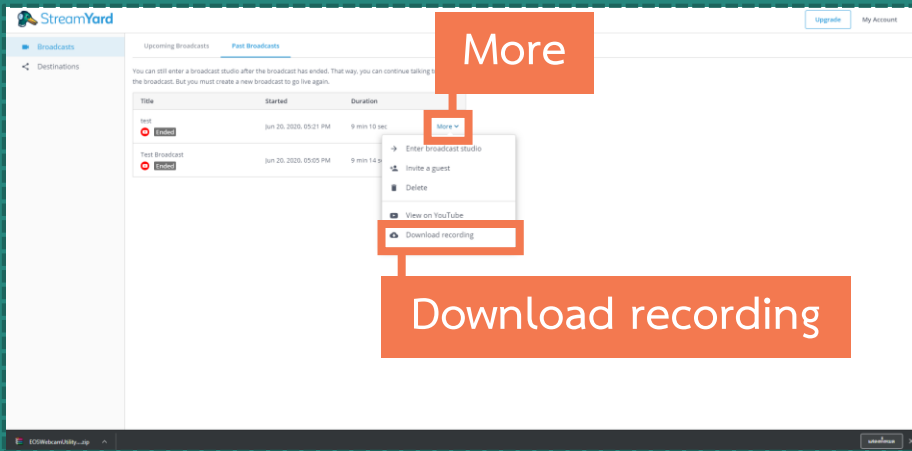 StreamYard
Upgrade
My Account
Broadcasts
Destinations
Upcoming Broadcasts
Past Broadcasts
More
You can still enter a broadcast studio after the broadcast has ended. That way, you can continue talking t
the broadcast. But you must create a new broadcast to go live again.
Title
Started
Duration
test
Ended
Jun 20, 2020, 05:21 PM
9 min 10 sec
More
Test Broadcast
Ended
Jun 20, 2020, 05:05 PM
9 min 14 s
Enter broadcast studio
Invite a guest
Delete
View on YouTube
Download recording
Download recording
EOSWebcamUtility....zip